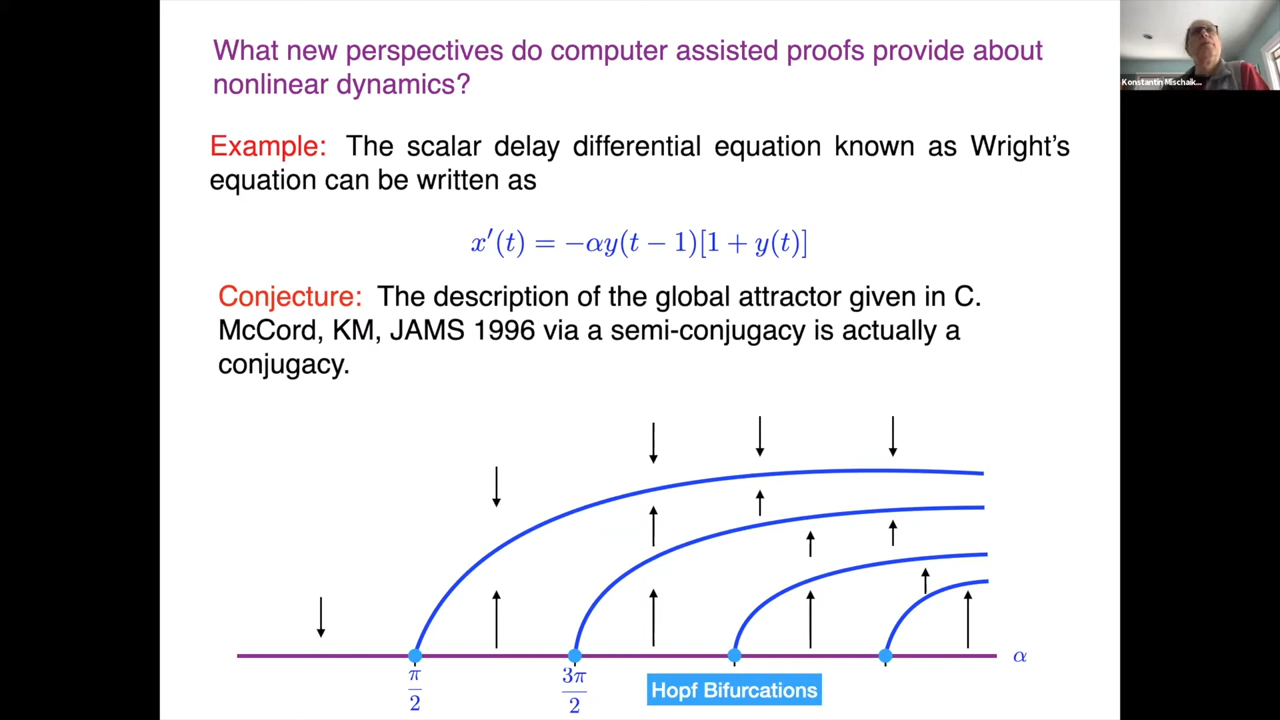 What new perspectives do computer assisted proofs provide about
nonlinear dynamics?
Konstantin Mischaik...
Example: The scalar delay differential equation known as Wright's
equation can be written as
x′(t) = −αy(t − 1)[1 + y(t)]
Conjecture: The description of the global attractor given in C.
McCord, KM, JAMS 1996 via a semi-conjugacy is actually a
conjugacy.
α
π/2
3π/2
Hopf Bifurcations